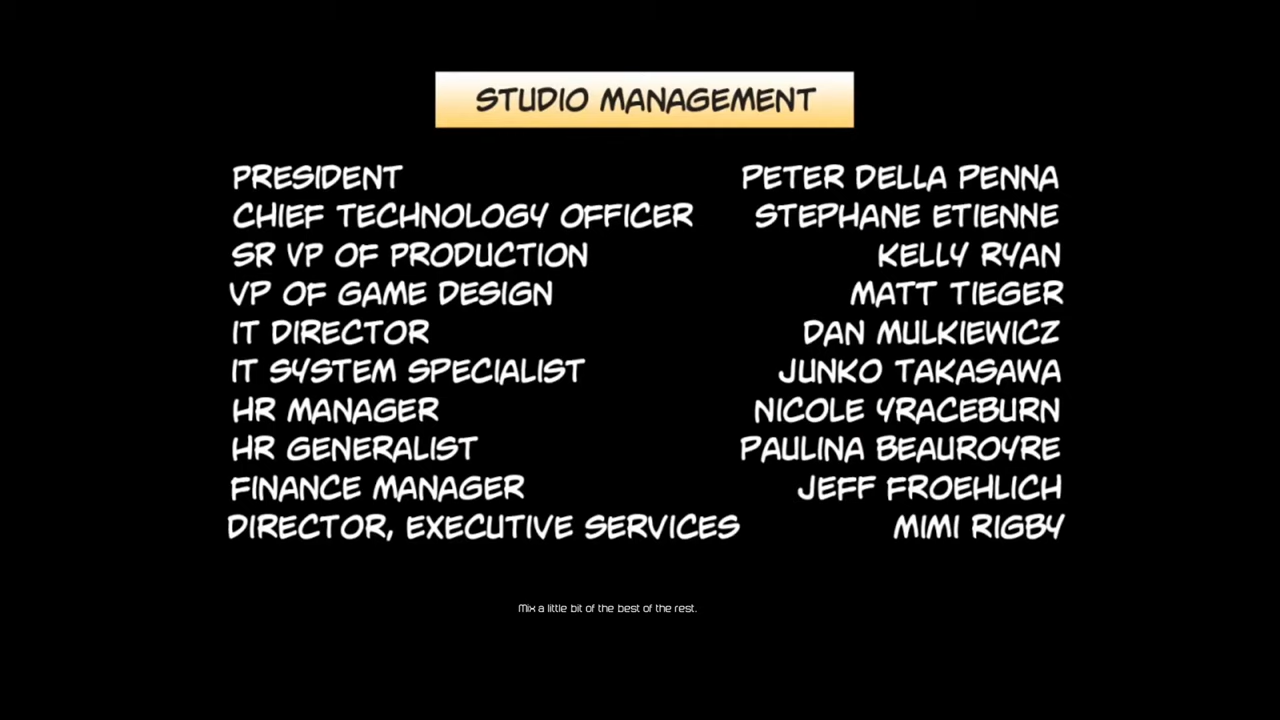 STUDIO MANAGEMENT
PRESIDENT PETER DELLA PENNA
CHIEF TECHNOLOGY OFFICER STEPHANE ETIENNE
SR VP OF PRODUCTION KELLY RYAN
VP OF GAME DESIGN MATT TIEGER
IT DIRECTOR DAN MULKIEWICZ
IT SYSTEM SPECIALIST JUNKO TAKASAWA
HR MANAGER NICOLE YRACEBURN
HR GENERALIST PAULINA BEAUROYRE
FINANCE MANAGER JEFF FROEHLICH
DIRECTOR, EXECUTIVE SERVICES MIMI RIGBY
Mix a little bit of the best of the rest.